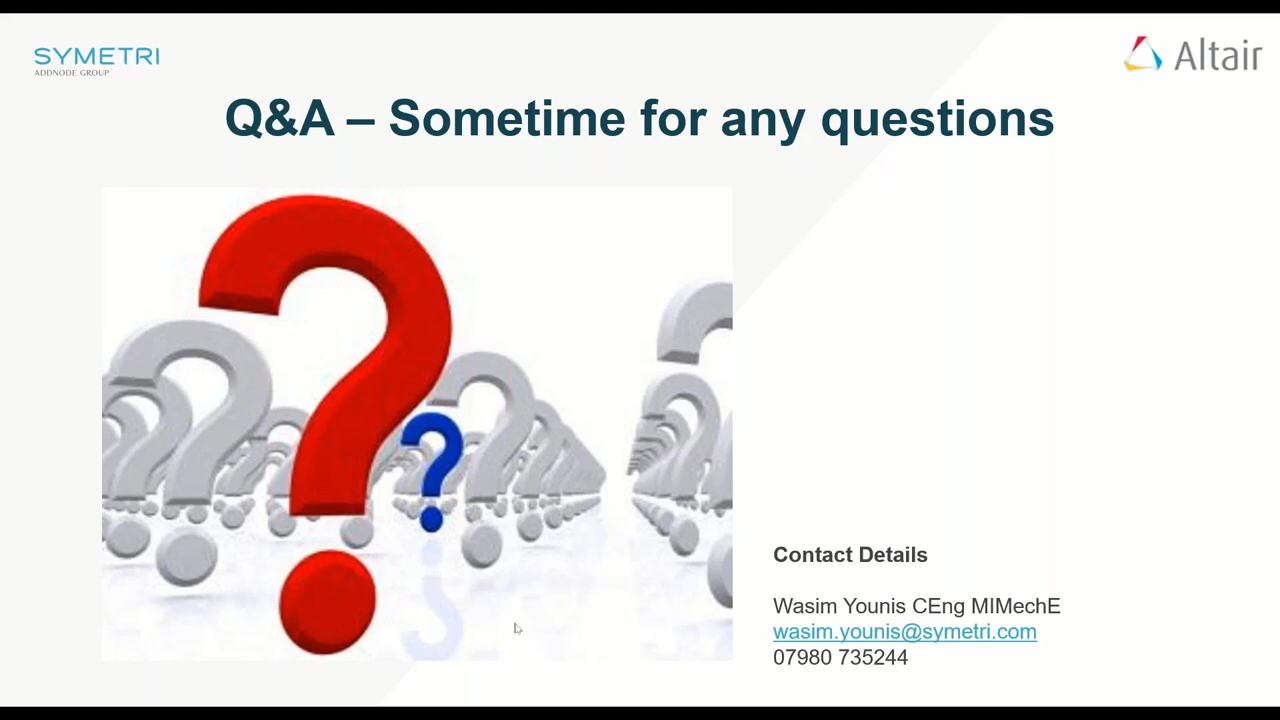 SYMETRI
ADDNODE GROUP
Altair
Q&A – Sometime for any questions
Contact Details
Wasim Younis CEng MIMechE
wasim.younis@symetri.com
07980 735244